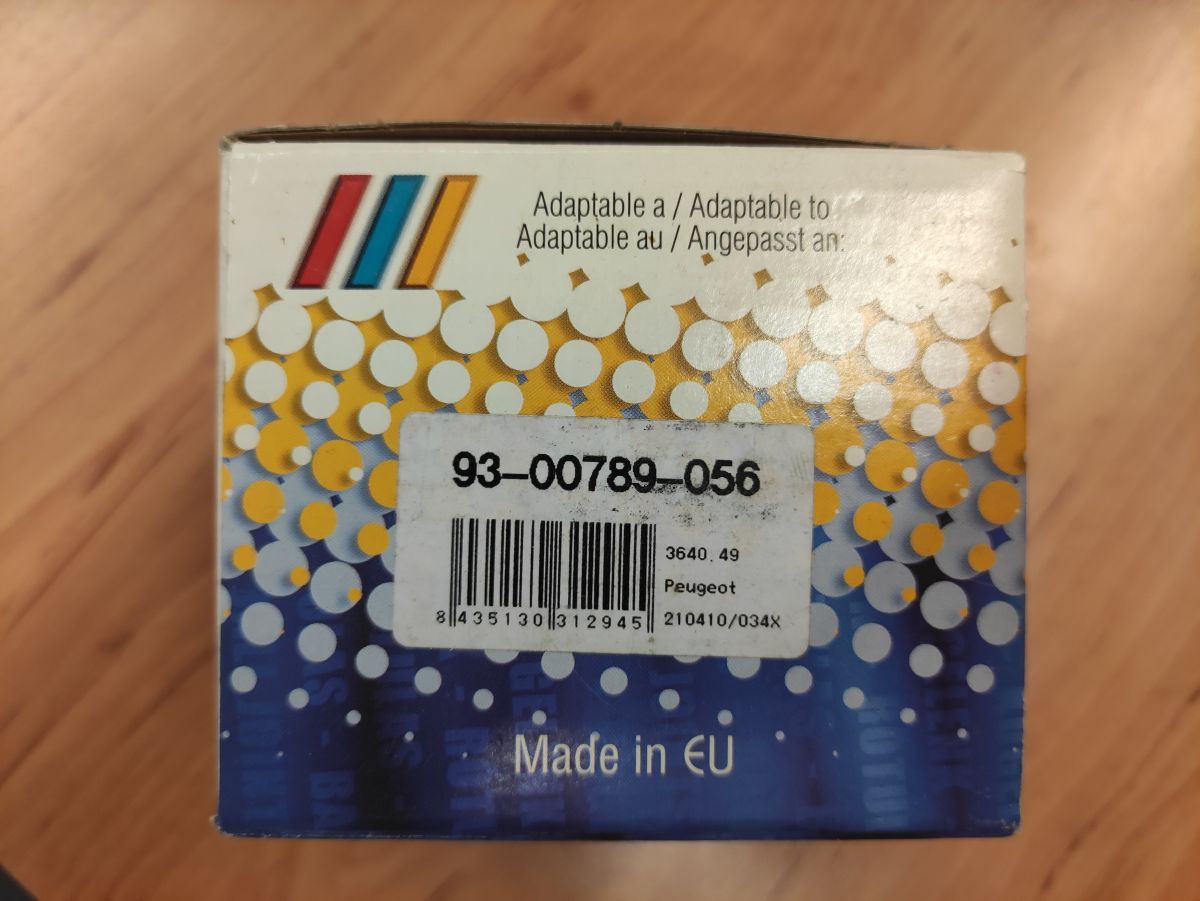 Adaptable a / Adaptable to
Adaptable au / Angepasst an:
93-00789-056
3640.49
Peugeot
8 435130 312945
210410/034X
Made in EU